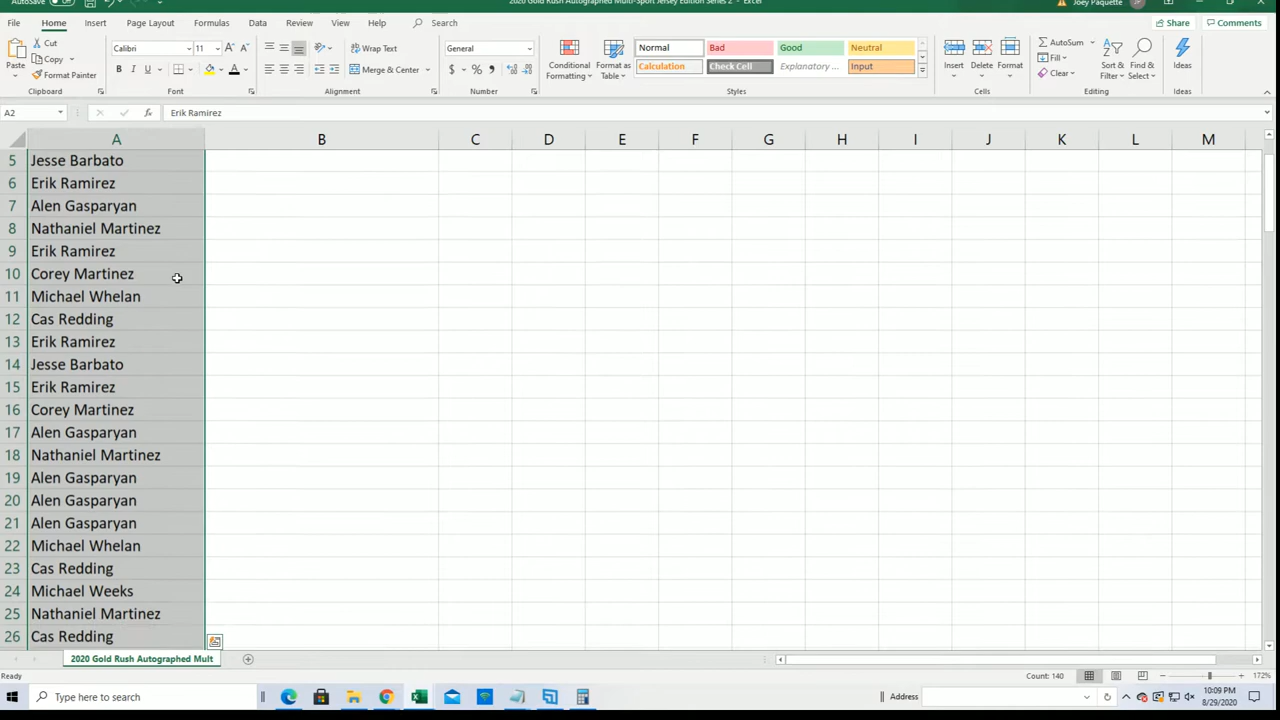 AutoSave
2020 Gold Rush Autographed Multi-Sport Jersey Edition Series 2 - Excel
Joey Paquette
JP
File Home Insert Page Layout Formulas Data Review View Help Search Share Comments
Paste
Cut
Copy
Format Painter
Clipboard
Calibri 11
B I U
Font
Wrap Text
Merge & Center
Alignment
General
$ % ,
Number
Conditional Formatting
Format as Table
Normal Bad Good Neutral
Calculation Check Cell Explanatory ... Input
Styles
Insert Delete Format
Cells
AutoSum
Fill
Clear
Sort & Filter
Find & Select
Editing
Ideas
Ideas
A2 fx Erik Ramirez
A B C D E F G H I J K L M
5 Jesse Barbato
6 Erik Ramirez
7 Alen Gasparyan
8 Nathaniel Martinez
9 Erik Ramirez
10 Corey Martinez
11 Michael Whelan
12 Cas Redding
13 Erik Ramirez
14 Jesse Barbato
15 Erik Ramirez
16 Corey Martinez
17 Alen Gasparyan
18 Nathaniel Martinez
19 Alen Gasparyan
20 Alen Gasparyan
21 Alen Gasparyan
22 Michael Whelan
23 Cas Redding
24 Michael Weeks
25 Nathaniel Martinez
26 Cas Redding
2020 Gold Rush Autographed Mult
Ready Count: 140 172%
Type here to search Address 10:09 PM
8/29/2020